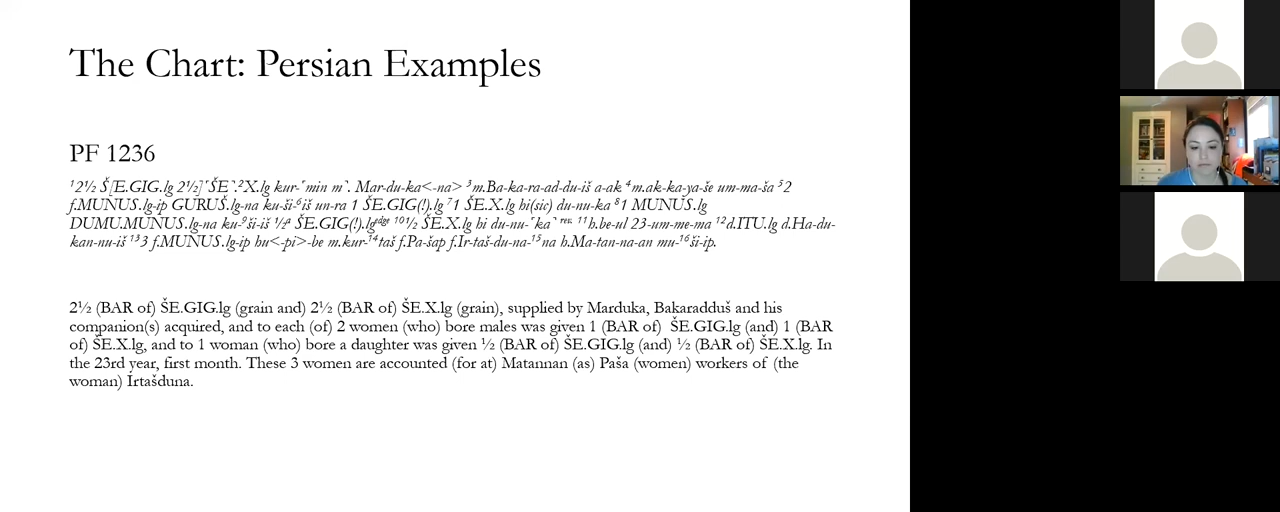 The Chart: Persian Examples
PF 1236
¹2½ Š[E.GIG.lg 2½]⸢ŠE⸣.²X.lg kur-⸢min m⸣. Mar-du-ka<-na> ³m.Ba-ka-ra-ad-du-iš a-ak ⁴m.ak-ka-ya-še um-ma-ša ⁵2
f.MUNUS.lg-ip GURUŠ.lg-na ku-ši-⁶iš un-ra 1 ŠE.GIG(!).lg ⁷1 ŠE.X.lg hi(sic) du-nu-ka ⁸1 MUNUS.lg
DUMU.MUNUS.lg-na ku-⁹ši-iš ½ᵃ ŠE.GIG(!).lgᵉᵈᵍᵉ ¹⁰½ ŠE.X.lg hi du-nu-⸢ka⸣ ʳᵉᵛ· ¹¹h.be-ul 23-um-me-ma ¹²d.ITU.lg d.Ha-du-
kan-nu-iš ¹³3 f.MUNUS.lg-ip hu<-pi>-be m.kur-¹⁴taš f.Pa-šap f.Ir-taš-du-na-¹⁵na h.Ma-tan-na-an mu-¹⁶ši-ip.
2½ (BAR of) ŠE.GIG.lg (grain and) 2½ (BAR of) ŠE.X.lg (grain), supplied by Marduka, Bakaradduš and his
companion(s) acquired, and to each (of) 2 women (who) bore males was given 1 (BAR of) ŠE.GIG.lg (and) 1 (BAR
of) ŠE.X.lg, and to 1 woman (who) bore a daughter was given ½ (BAR of) ŠE.GIG.lg (and) ½ (BAR of) ŠE.X.lg. In
the 23rd year, first month. These 3 women are accounted (for at) Matannan (as) Paša (women) workers of (the
woman) Irtašduna.